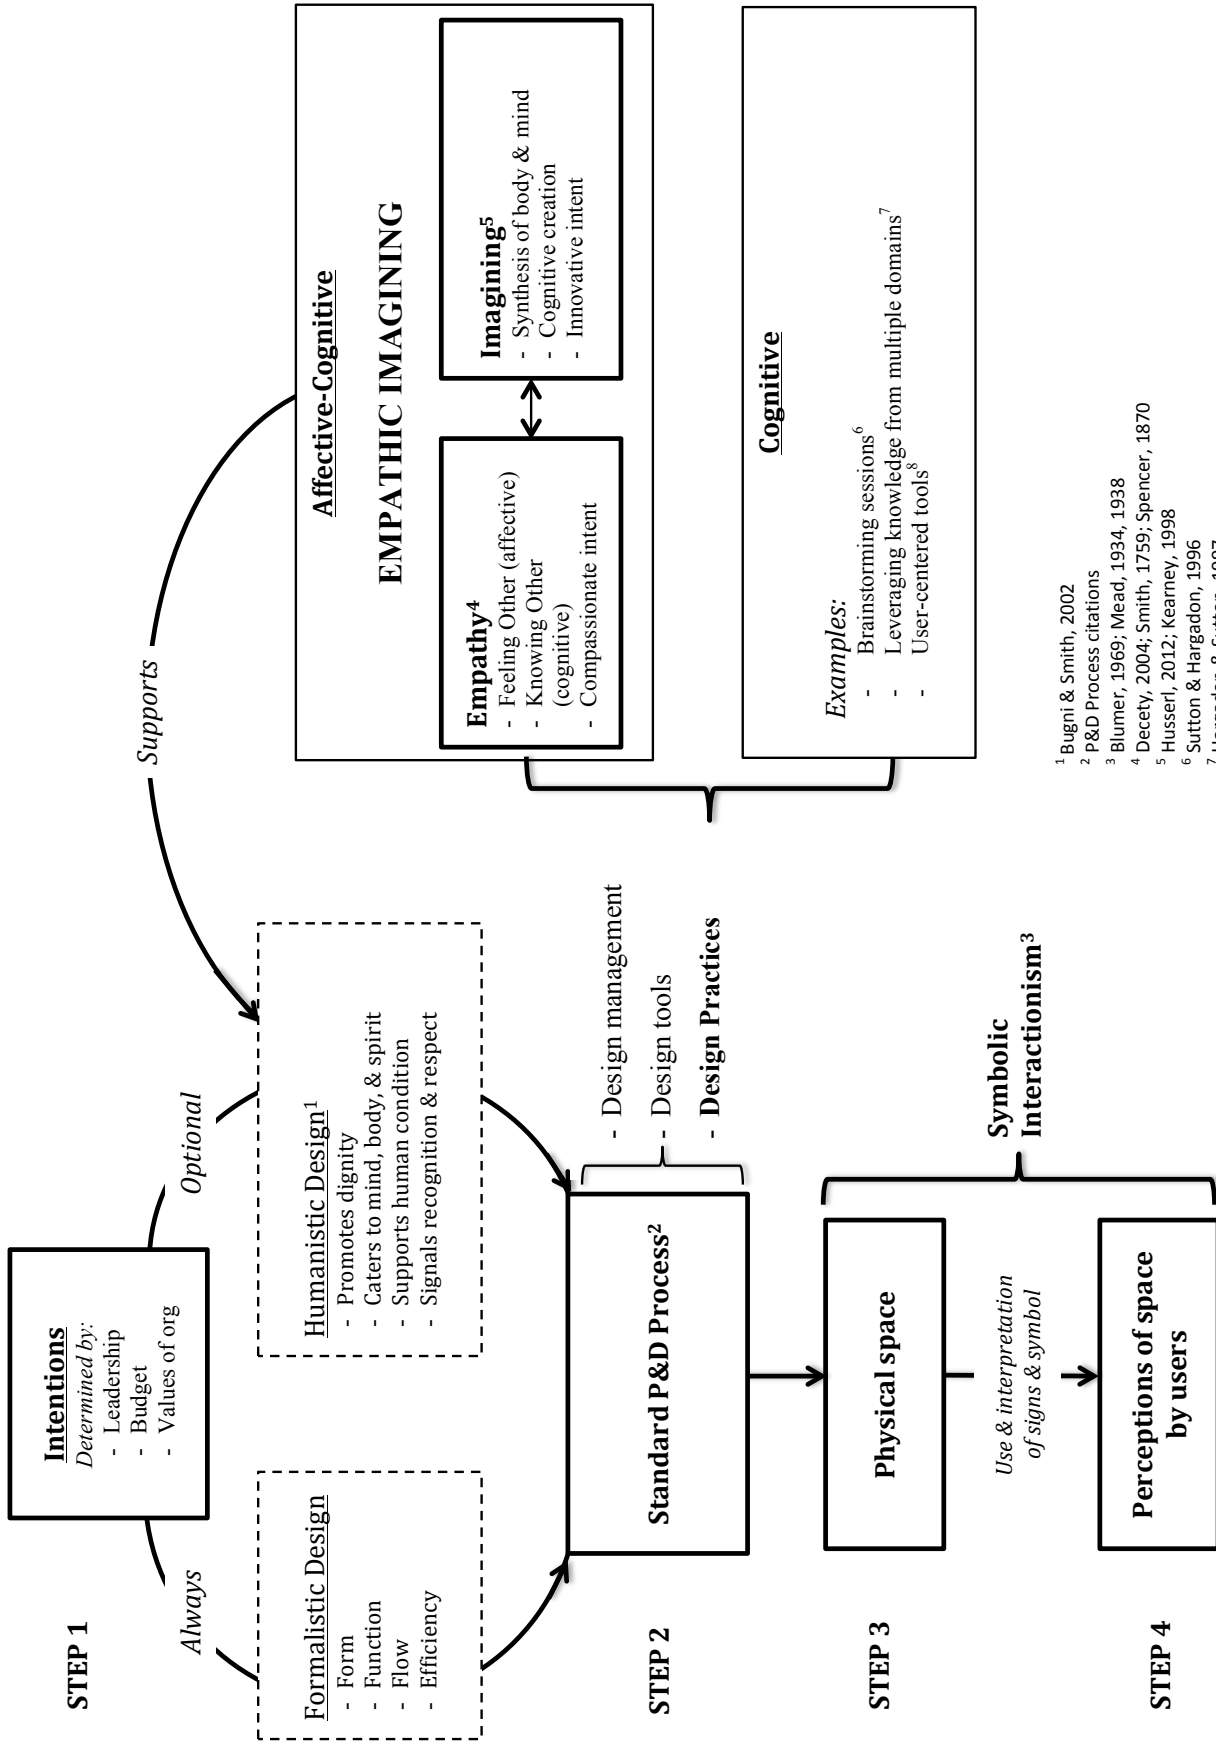 STEP 1
Intentions
Determined by:
- Leadership
- Budget
- Values of org
Always
Optional
Supports
Formalistic Design
- Form
- Function
- Flow
- Efficiency
Humanistic Design1
- Promotes dignity
- Caters to mind, body, & spirit
- Supports human condition
- Signals recognition & respect
Affective-Cognitive
EMPATHIC IMAGINING
Empathy4
- Feeling Other (affective)
- Knowing Other
(cognitive)
- Compassionate intent
Imagining5
- Synthesis of body & mind
- Cognitive creation
- Innovative intent
STEP 2
Standard P&D Process2
- Design management
- Design tools
- Design Practices
Cognitive
Examples:
- Brainstorming sessions6
- Leveraging knowledge from multiple domains7
- User-centered tools8
STEP 3
Physical space
Use & interpretation
of signs & symbol
Symbolic
Interactionism3
STEP 4
Perceptions of space
by users
1 Bugni & Smith, 2002
2 P&D Process citations
3 Blumer, 1969; Mead, 1934, 1938
4 Decety, 2004; Smith, 1759; Spencer, 1870
5 Husserl, 2012; Kearney, 1998
6 Sutton & Hargadon, 1996
7 Hargadon & Sutton, 1997